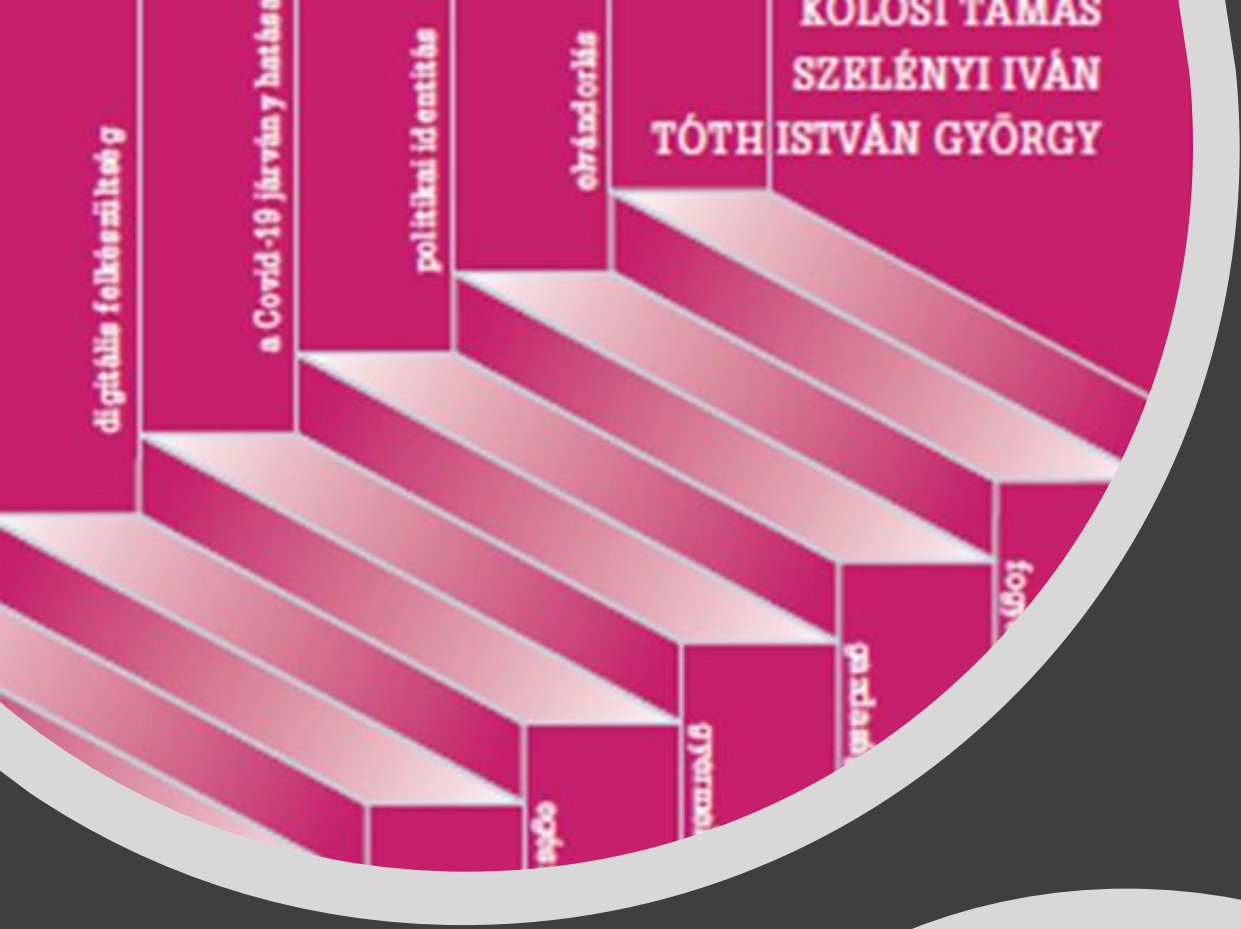 KOLOSI TAMÁS
SZELÉNYI IVÁN
TÓTH ISTVÁN GYÖRGY
digitális felkészültség
a Covid-19 járvány hatása
politikai identitás
elvándorlás